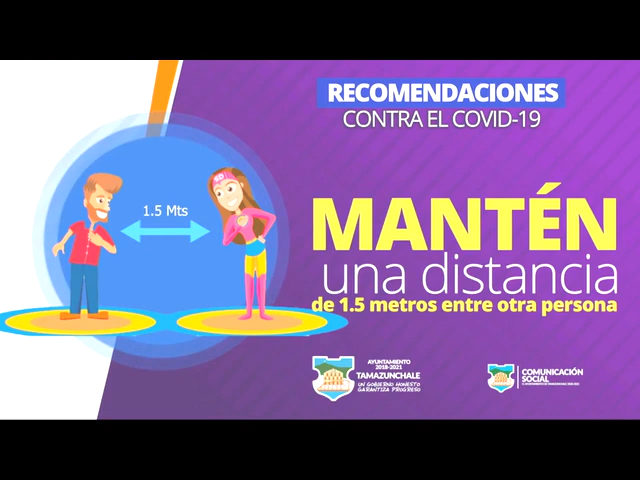 RECOMENDACIONES
CONTRA EL COVID-19
1.5 Mts
MANTÉN
una distancia
de 1.5 metros entre otra persona
AYUNTAMIENTO
2018-2021
TAMAZUNCHALE
UN GOBIERNO HONESTO
GARANTIZA PROGRESO
COMUNICACIÓN
SOCIAL